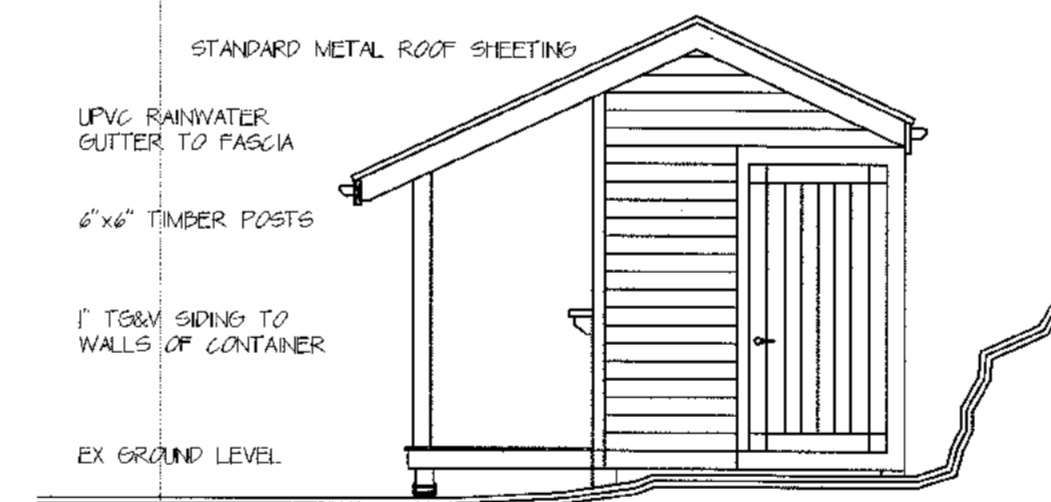 STANDARD METAL ROOF SHEETING
UPVC RAINWATER
GUTTER TO FASCIA
6"x6" TIMBER POSTS
1" TG&V SIDING TO
WALLS OF CONTAINER
EX GROUND LEVEL